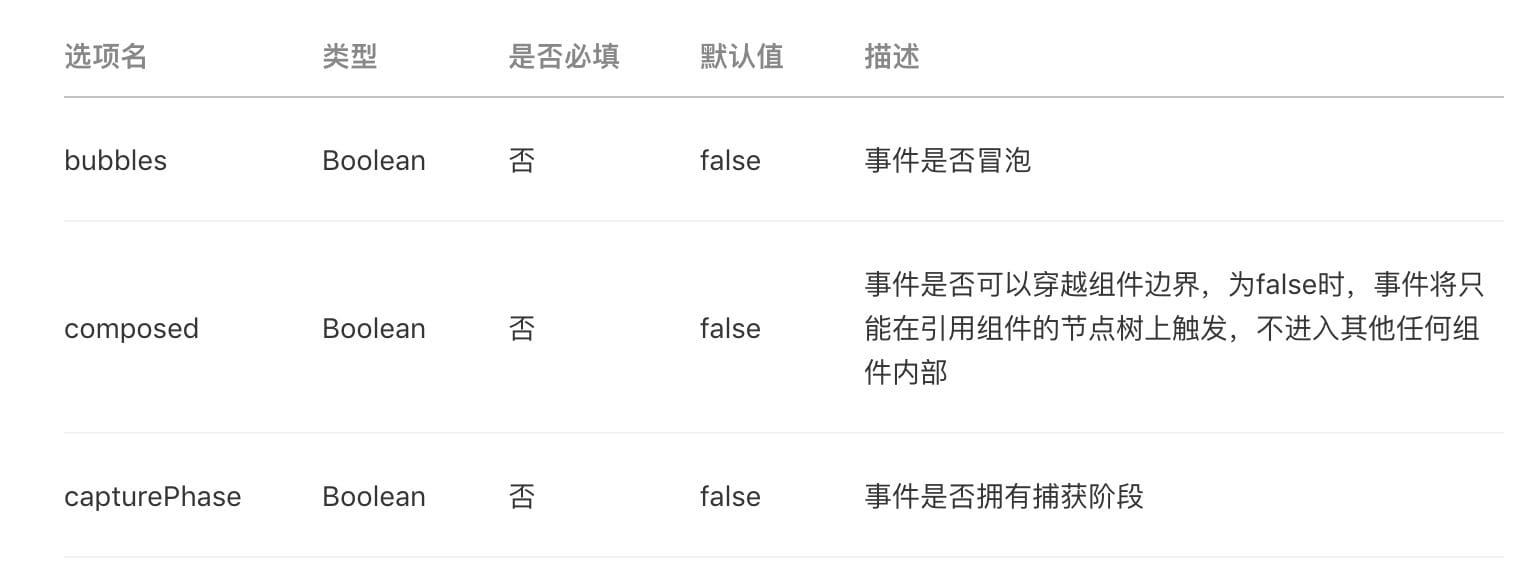 选项名 类型 是否必填 默认值 描述
bubbles Boolean 否 false 事件是否冒泡
composed Boolean 否 false 事件是否可以穿越组件边界，为false时，事件将只
能在引用组件的节点树上触发，不进入其他任何组
件内部
capturePhase Boolean 否 false 事件是否拥有捕获阶段